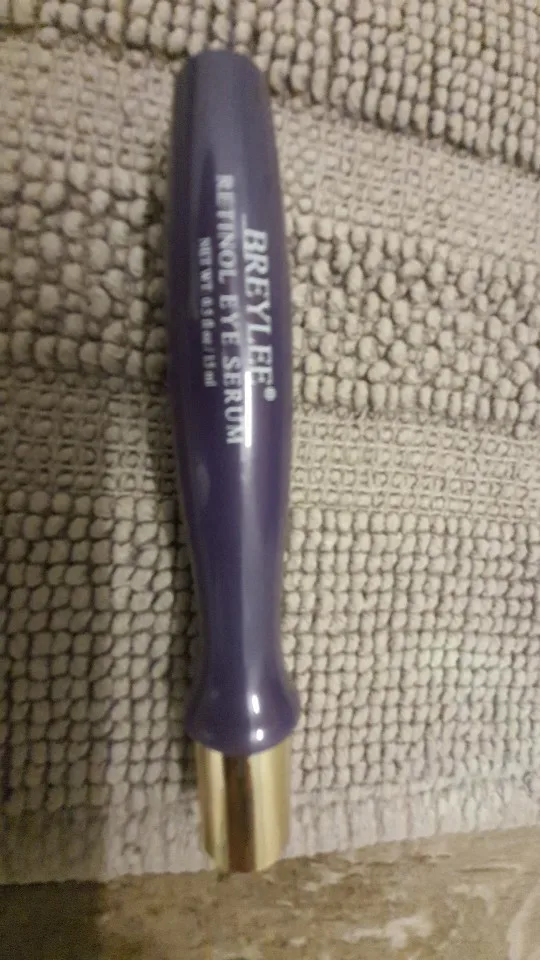 BREYLEE®
RETINOL EYE SERUM
NET WT 0.5 fl oz / 15 ml